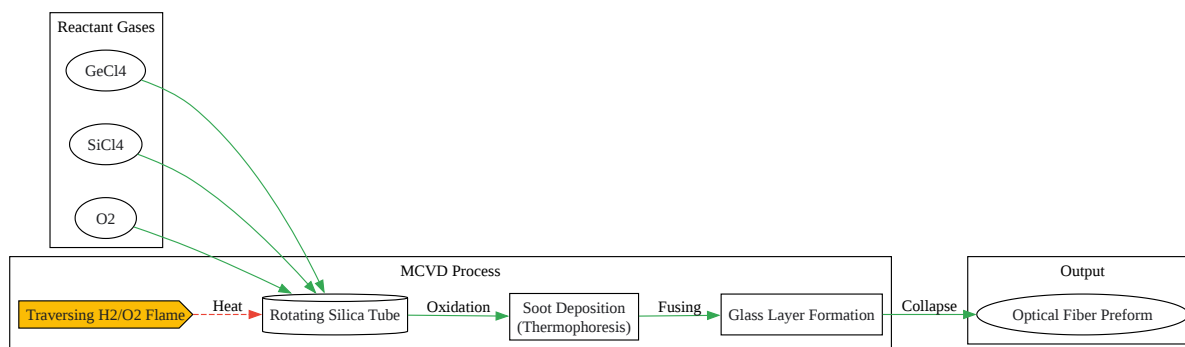 Reactant Gases
GeCl4
SiCl4
O2
MCVD Process
Output
Traversing H2/O2 Flame
Heat
Rotating Silica Tube
Oxidation
Soot Deposition
(Thermophoresis)
Fusing
Glass Layer Formation
Collapse
Optical Fiber Preform